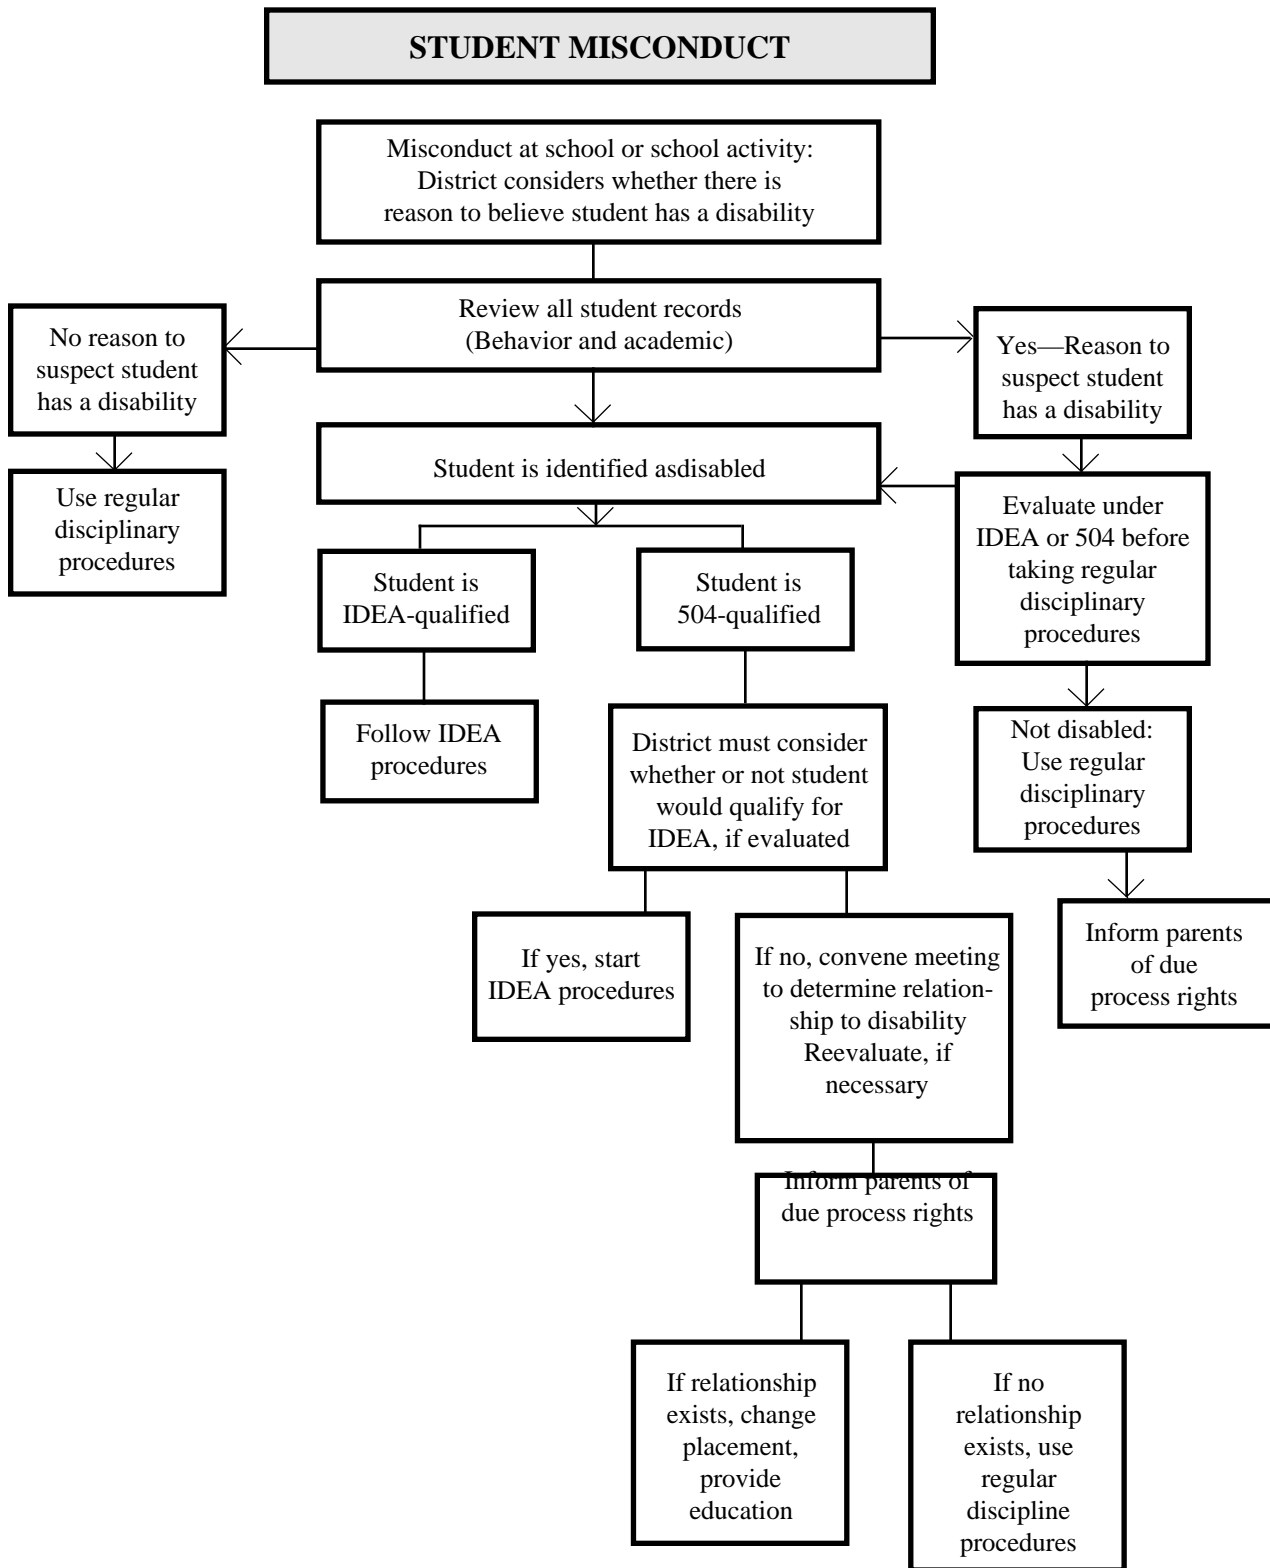 STUDENT MISCONDUCT
Misconduct at school or school activity:
District considers whether there is
reason to believe student has a disability
Review all student records
(Behavior and academic)
No reason to
suspect student
has a disability
Yes—Reason to
suspect student
has a disability
Use regular
disciplinary
procedures
Student is identified asdisabled
Evaluate under
IDEA or 504 before
taking regular
disciplinary
procedures
Student is
IDEA-qualified
Student is
504-qualified
Follow IDEA
procedures
District must consider
whether or not student
would qualify for
IDEA, if evaluated
Not disabled:
Use regular
disciplinary
procedures
Inform parents
of due
process rights
If yes, start
IDEA procedures
If no, convene meeting
to determine relation-
ship to disability
Reevaluate, if
necessary
Inform parents of
due process rights
If relationship
exists, change
placement,
provide
education
If no
relationship
exists, use
regular
discipline
procedures